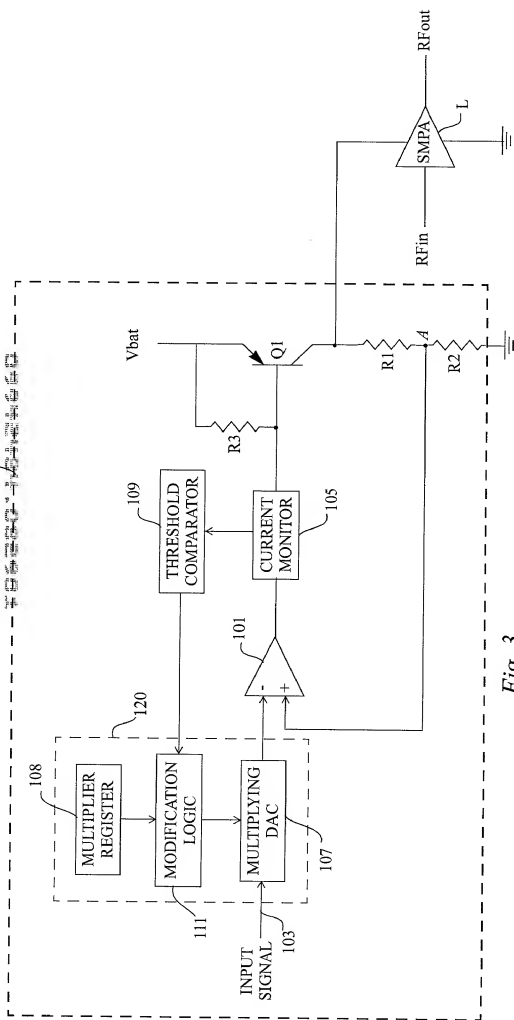 120
108
MULTIPLIER
REGISTER
MODIFICATION
LOGIC
111
MULTIPLYING
DAC
107
INPUT
SIGNAL
103
109
THRESHOLD
COMPARATOR
CURRENT
MONITOR
105
101
-
+
Vbat
R3
Q1
R1
A
R2
RFin
SMPA
RFout
L
Fig. 3